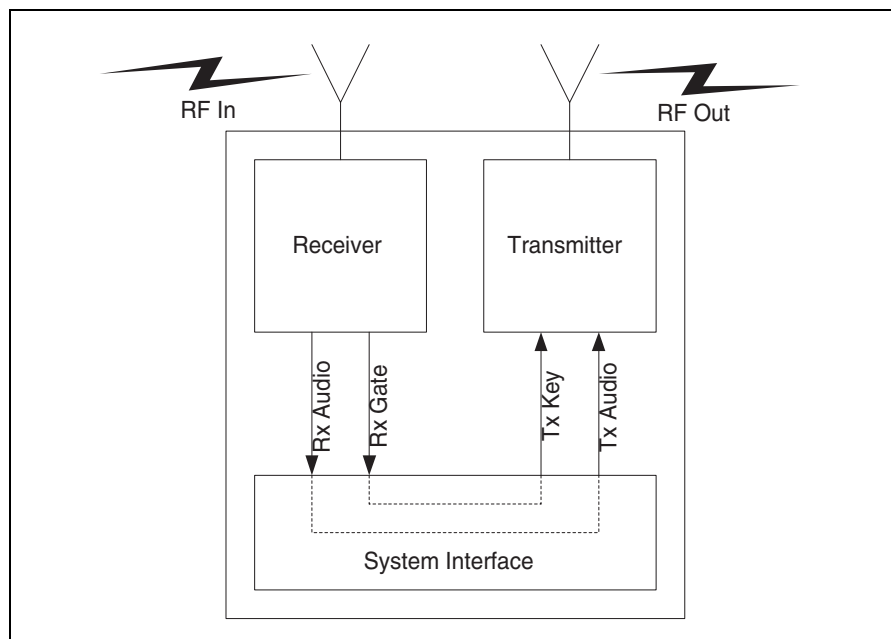 RF In
RF Out
Receiver
Transmitter
Rx Audio
Rx Gate
Tx Key
Tx Audio
System Interface